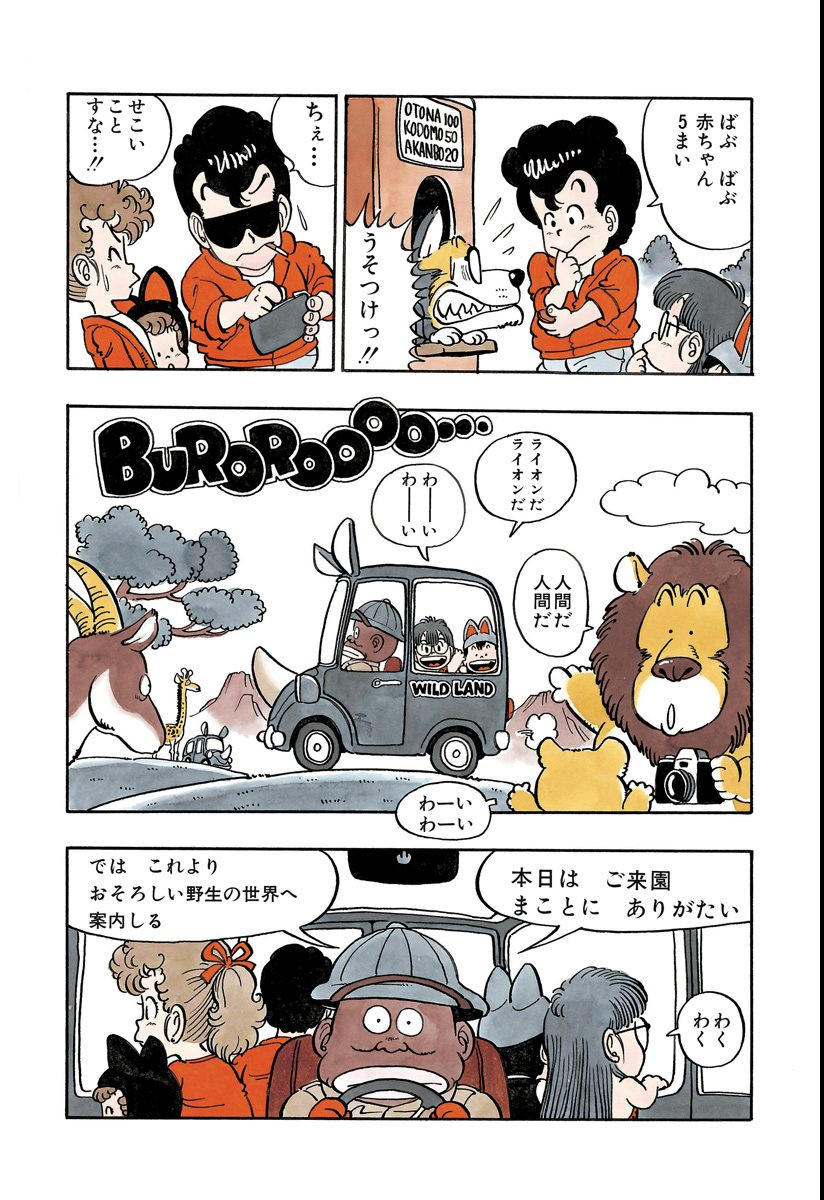 ばぶ ばぶ
赤ちゃん
5まい
OTONA 100
KODOMO 50
AKANBO 20
うそつけっ!!
ちぇ…
せこい
こと
すな…!!
BUROROOOO...
ライオンだ
ライオンだ
わーい
わーい
人間だ
人間だ
WILD LAND
わーい
わーい
本日は ご来園
まことに ありがたい
では これより
おそろしい野生の世界へ
案内しる
わく
わく